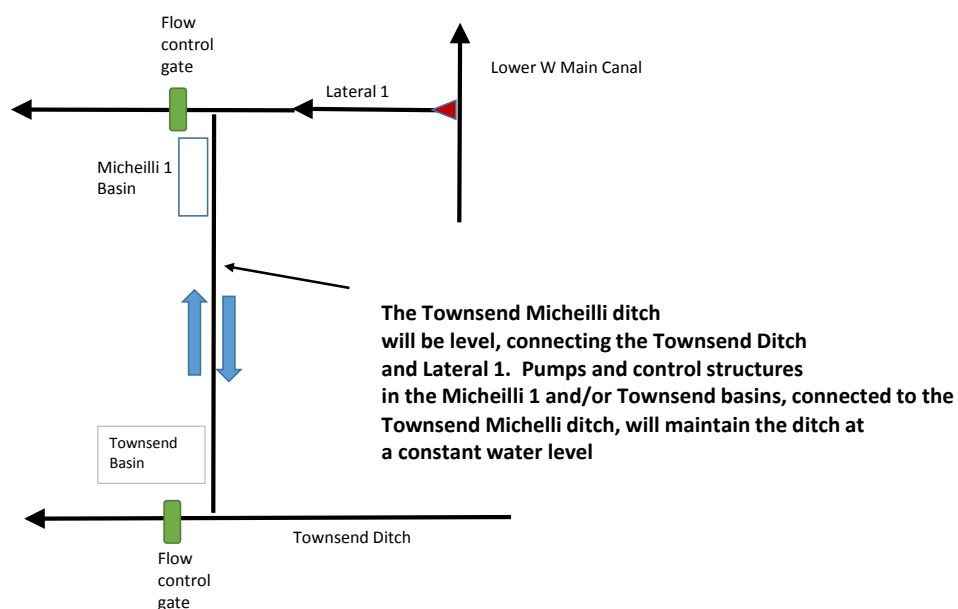 Flow
control
gate
Lower W Main Canal
Lateral 1
Micheilli 1
Basin
The Townsend Micheilli ditch
will be level, connecting the Townsend Ditch
and Lateral 1.  Pumps and control structures
in the Micheilli 1 and/or Townsend basins, connected to the
Townsend Michelli ditch, will maintain the ditch at
a constant water level
Townsend
Basin
Townsend Ditch
Flow
control
gate